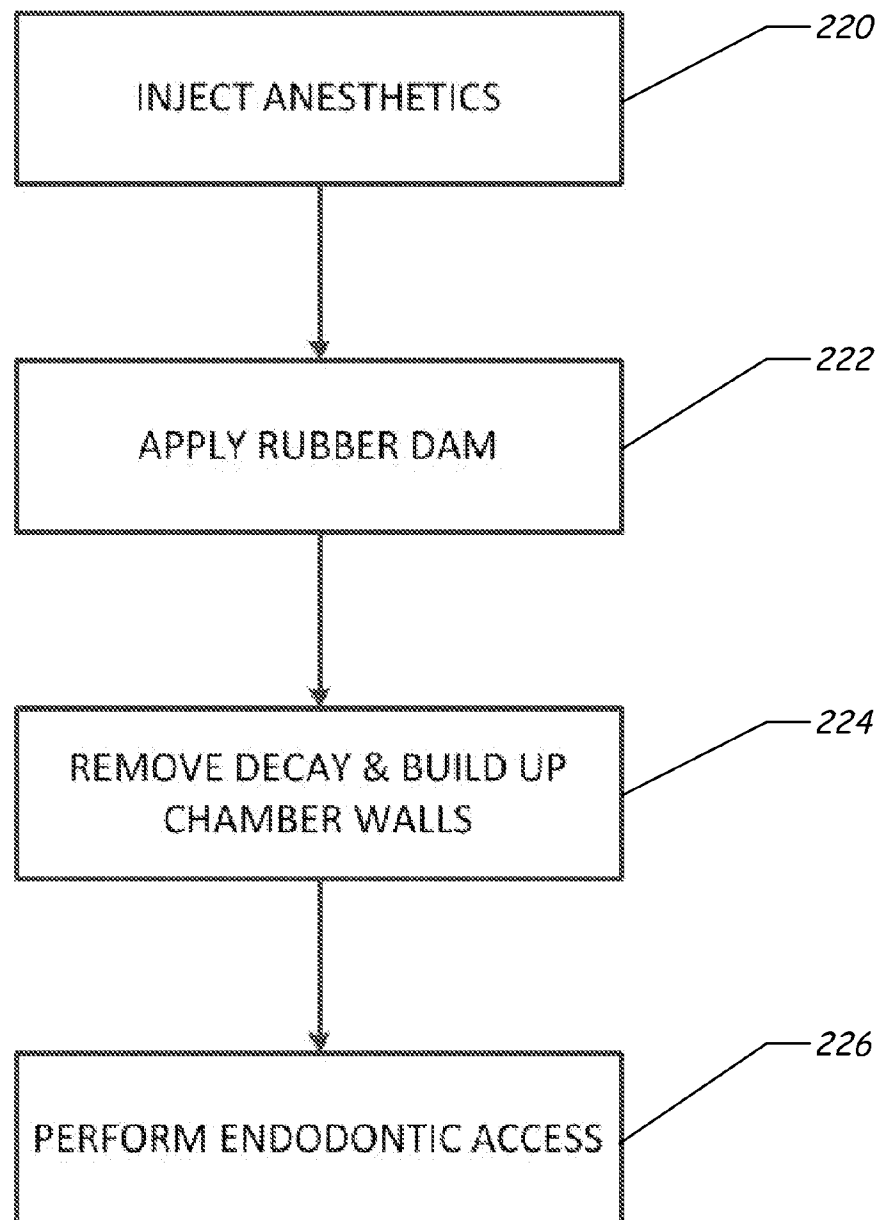 220
INJECT ANESTHETICS
222
APPLY RUBBER DAM
224
REMOVE DECAY & BUILD UP
CHAMBER WALLS
226
PERFORM ENDODONTIC ACCESS